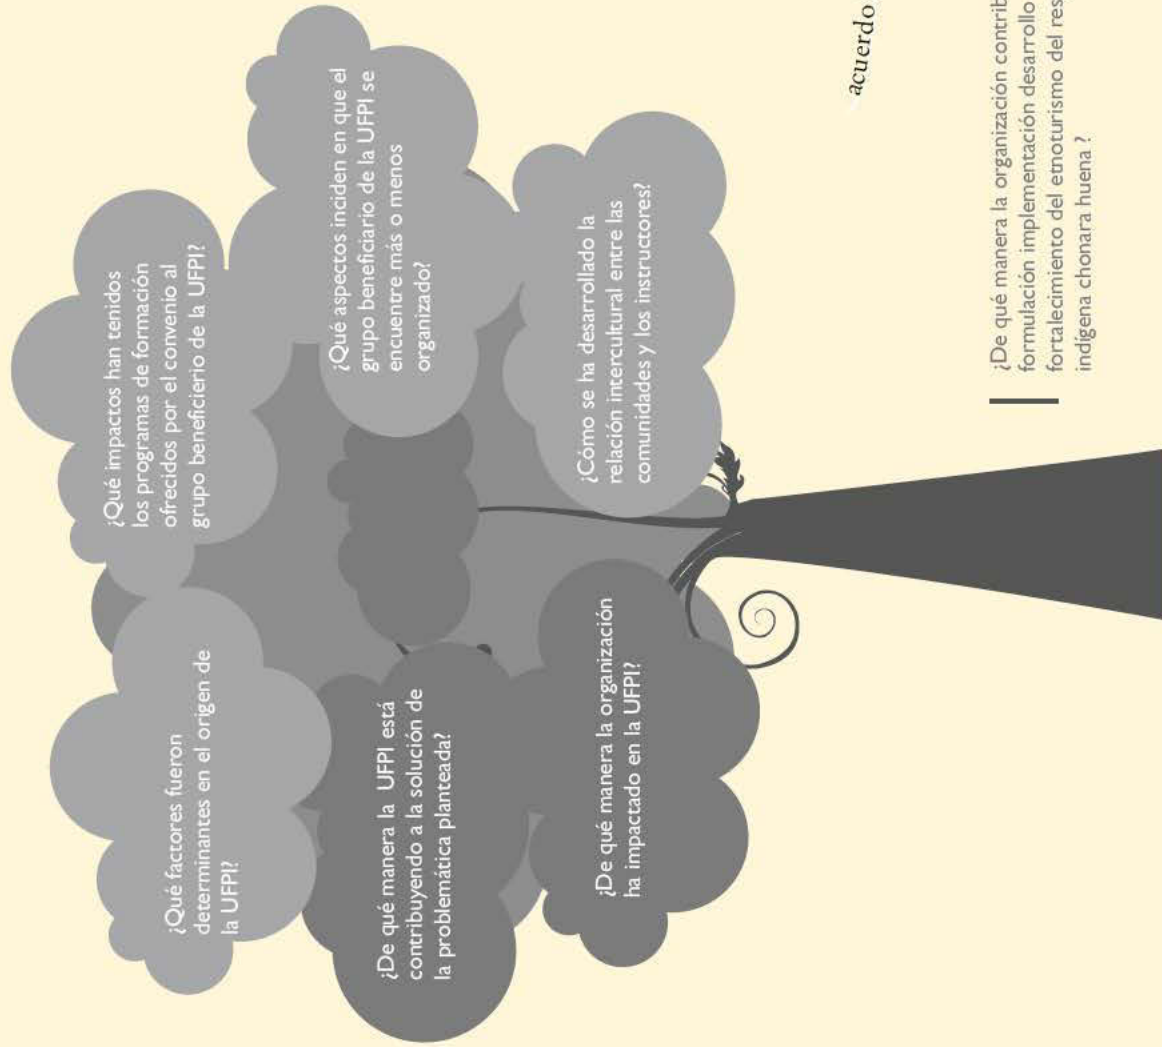 ¿Qué factores fueron
determinantes en el origen de
la UFPI?
¿Qué impactos han tenidos
los programas de formación
ofrecidos por el convenio al
grupo beneficierio de la UFPI?
¿Qué aspectos inciden en que el
grupo beneficiario de la UFPI se
encuentre más o menos
organizado?
¿De qué manera la UFPI está
contribuyendo a la solución de
la problemática planteada?
¿Cómo se ha desarrollado la
relación intercultural entre las
comunidades y los instructores?
¿De qué manera la organización
ha impactado en la UFPI?
acuerdo
¿De qué manera la organización contrib
formulación implementación desarrollo
fortalecimiento del etnoturismo del res
indígena chonara huena ?